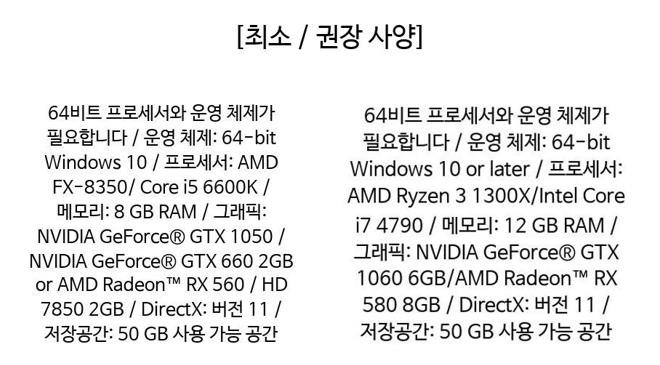 [최소 / 권장 사양]
64비트 프로세서와 운영 체제가
필요합니다 / 운영 체제: 64-bit
Windows 10 / 프로세서: AMD
FX-8350/ Core i5 6600K /
메모리: 8 GB RAM / 그래픽:
NVIDIA GeForce® GTX 1050 /
NVIDIA GeForce® GTX 660 2GB
or AMD Radeon™ RX 560 / HD
7850 2GB / DirectX: 버전 11 /
저장공간: 50 GB 사용 가능 공간
64비트 프로세서와 운영 체제가
필요합니다 / 운영 체제: 64-bit
Windows 10 or later / 프로세서:
AMD Ryzen 3 1300X/Intel Core
i7 4790 / 메모리: 12 GB RAM /
그래픽: NVIDIA GeForce® GTX
1060 6GB/AMD Radeon™ RX
580 8GB / DirectX: 버전 11 /
저장공간: 50 GB 사용 가능 공간